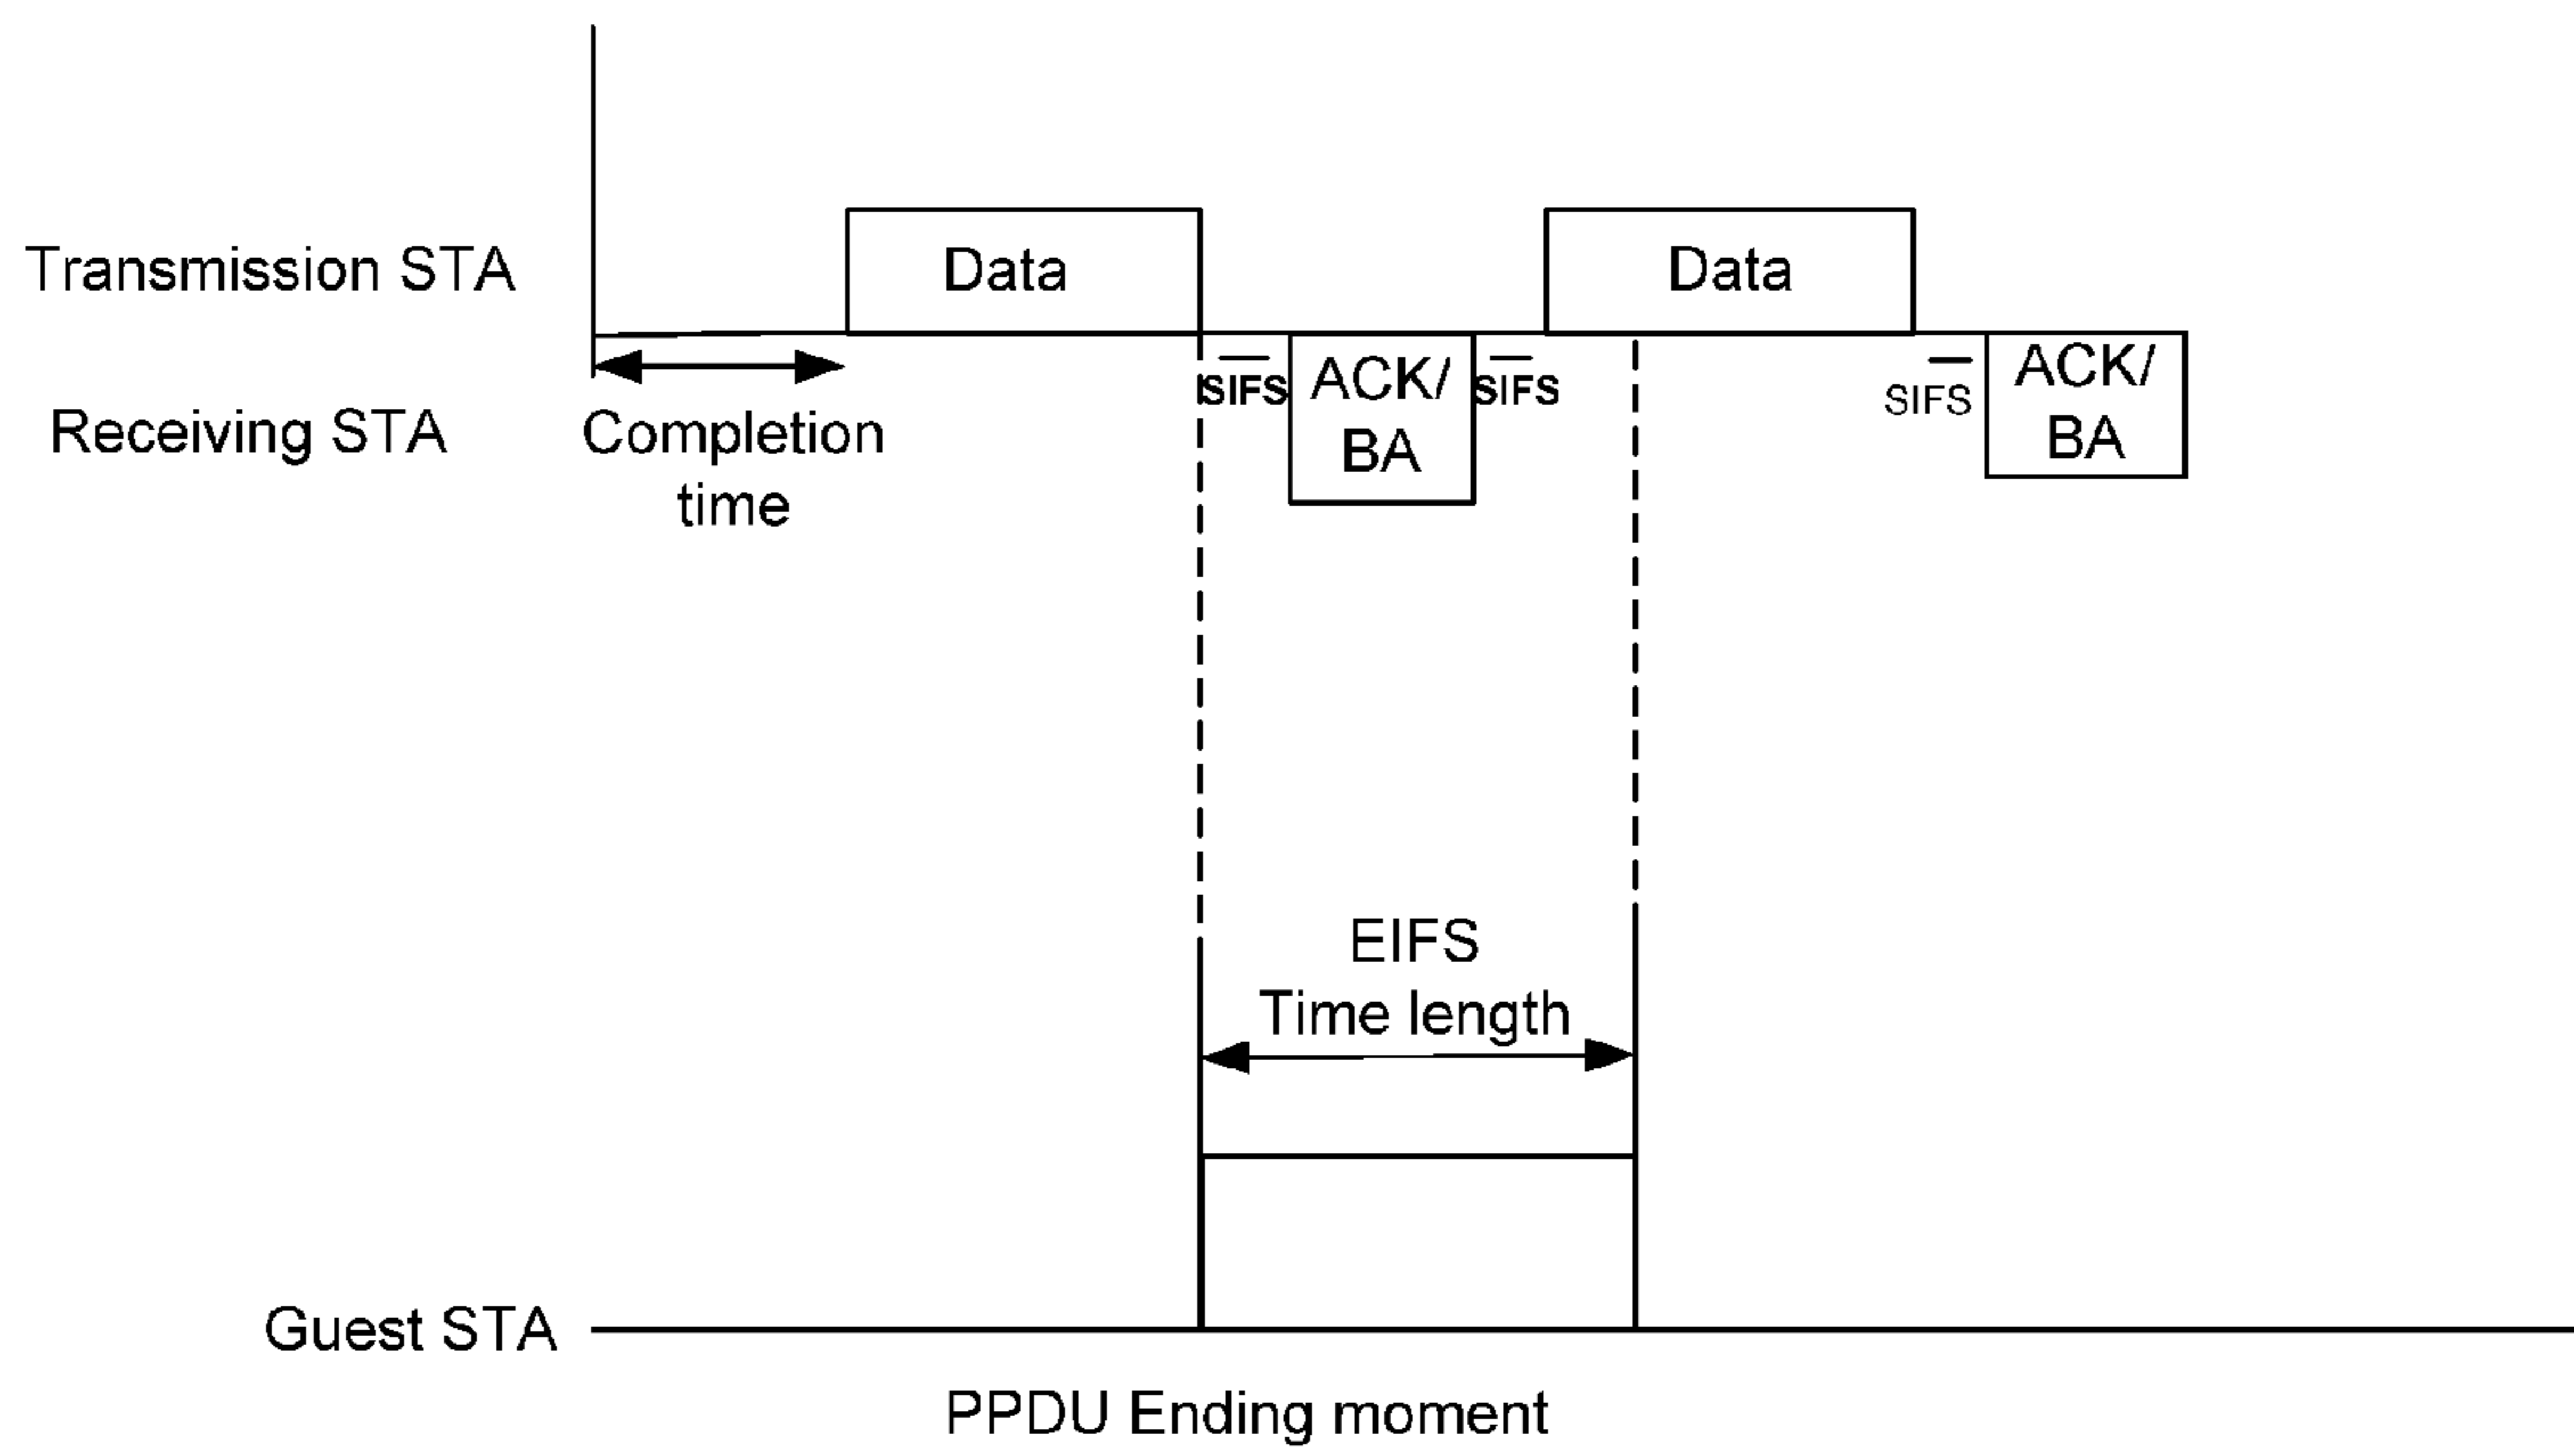 Data
Data
Transmission STA
SIFS
ACK/
BA
SIFS
SIFS
ACK/
BA
Receiving STA
Completion
time
EIFS
Time length
Guest STA
PPDU Ending moment